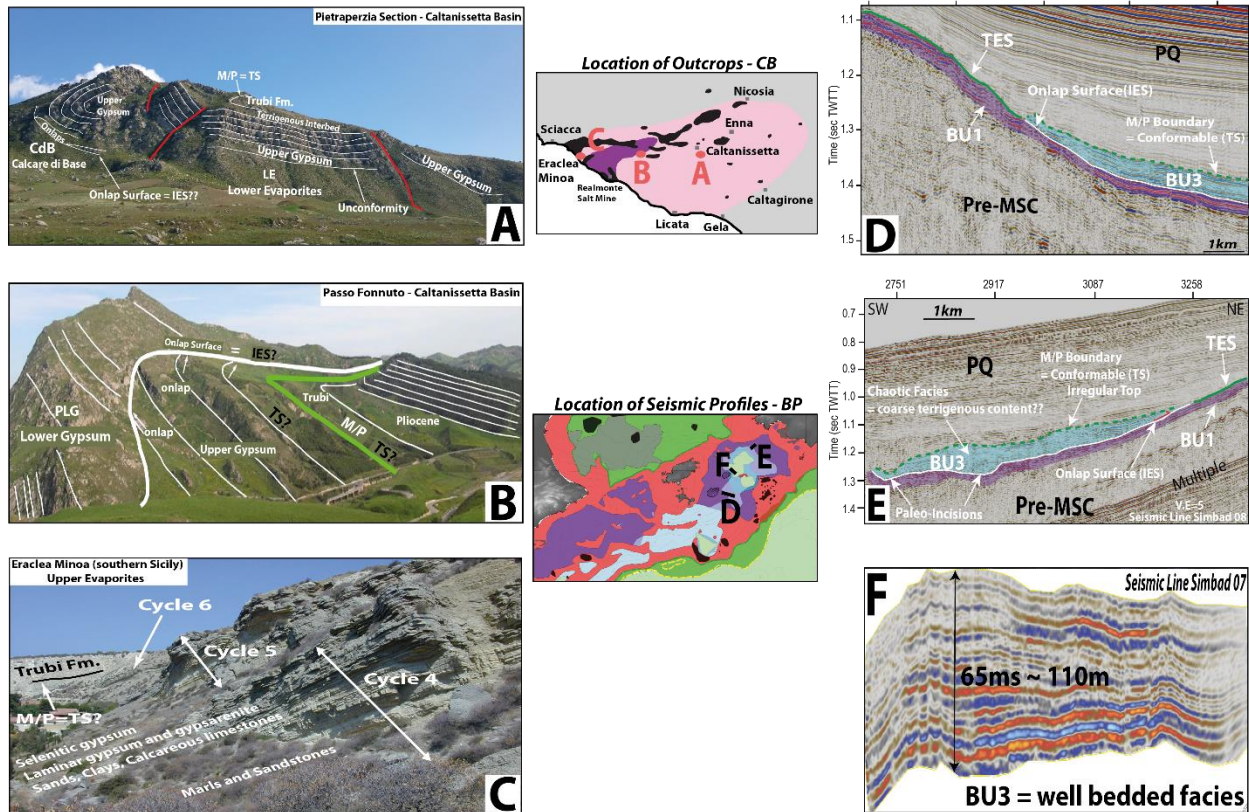 Pietraperzia Section - Caltanissetta Basin
M/P = TS
Trubi Fm.
Upper
Gypsum
Terrigenous Interbed
Onlaps
CdB
Calcare di Base
Upper Gypsum
LE
Lower Evaporites
Upper Gypsum
Onlap Surface = IES??
Unconformity
A
Location of Outcrops - CB
Nicosia
Sciacca
C
Enna
Eraclea
Minoa
B
Caltanissetta
A
Realmonte
Salt Mine
Caltagirone
Licata
Gela
1.1
1.2
1.3
1.4
1.5
Time (sec TWTT)
TES
PQ
Onlap Surface(IES)
M/P Boundary
= Conformable (TS)
BU1
BU3
Pre-MSC
D
1km
Passo Fonnuto - Caltanissetta Basin
Onlap Surface
= IES?
onlap
PLG
Lower Gypsum
onlap
Upper Gypsum
TS?
Trubi
M/P
TS?
Pliocene
B
Location of Seismic Profiles - BP
F
E
D
2751
2917
3087
3258
SW
1km
NE
0.7
0.8
0.9
1.0
1.1
1.2
1.3
1.4
Time (sec TWTT)
PQ
M/P Boundary
= Conformable (TS)
Irregular Top
TES
Chaotic Facies
= coarse terrigenous content??
BU3
BU1
Onlap Surface (IES)
Paleo-Incisions
Pre-MSC
Multiple
V.E=5
Seismic Line Simbad 08
E
Eraclea Minoa (southern Sicily)
Upper Evaporites
Cycle 6
Cycle 5
Cycle 4
Trubi Fm.
M/P=TS?
Selenitic gypsum
Laminar gypsum and gypsarenite
Sands, Clays, Calcareous limestones
Marls and Sandstones
C
F
Seismic Line Simbad 07
65ms ~ 110m
BU3 = well bedded facies